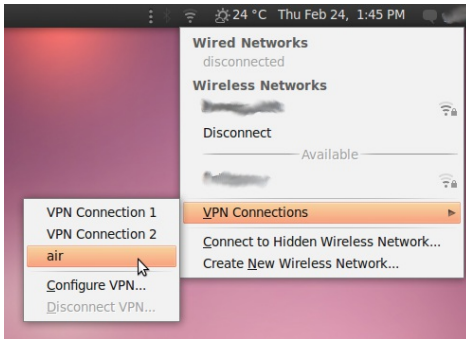 24 °C Thu Feb 24, 1:45 PM
Wired Networks
disconnected
Wireless Networks
Disconnect
Available
VPN Connections
Connect to Hidden Wireless Network...
Create New Wireless Network...
VPN Connection 1
VPN Connection 2
air
Configure VPN...
Disconnect VPN...